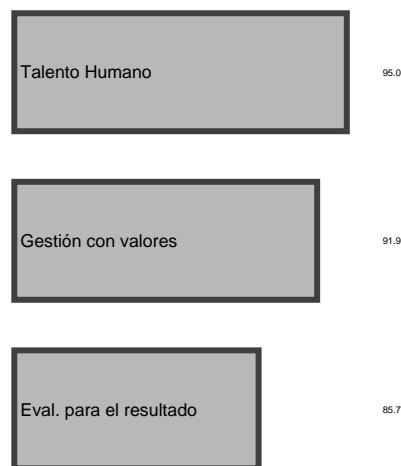 Talento Humano 95.0
Gestión con valores 91.9
Eval. para el resultado 85.7